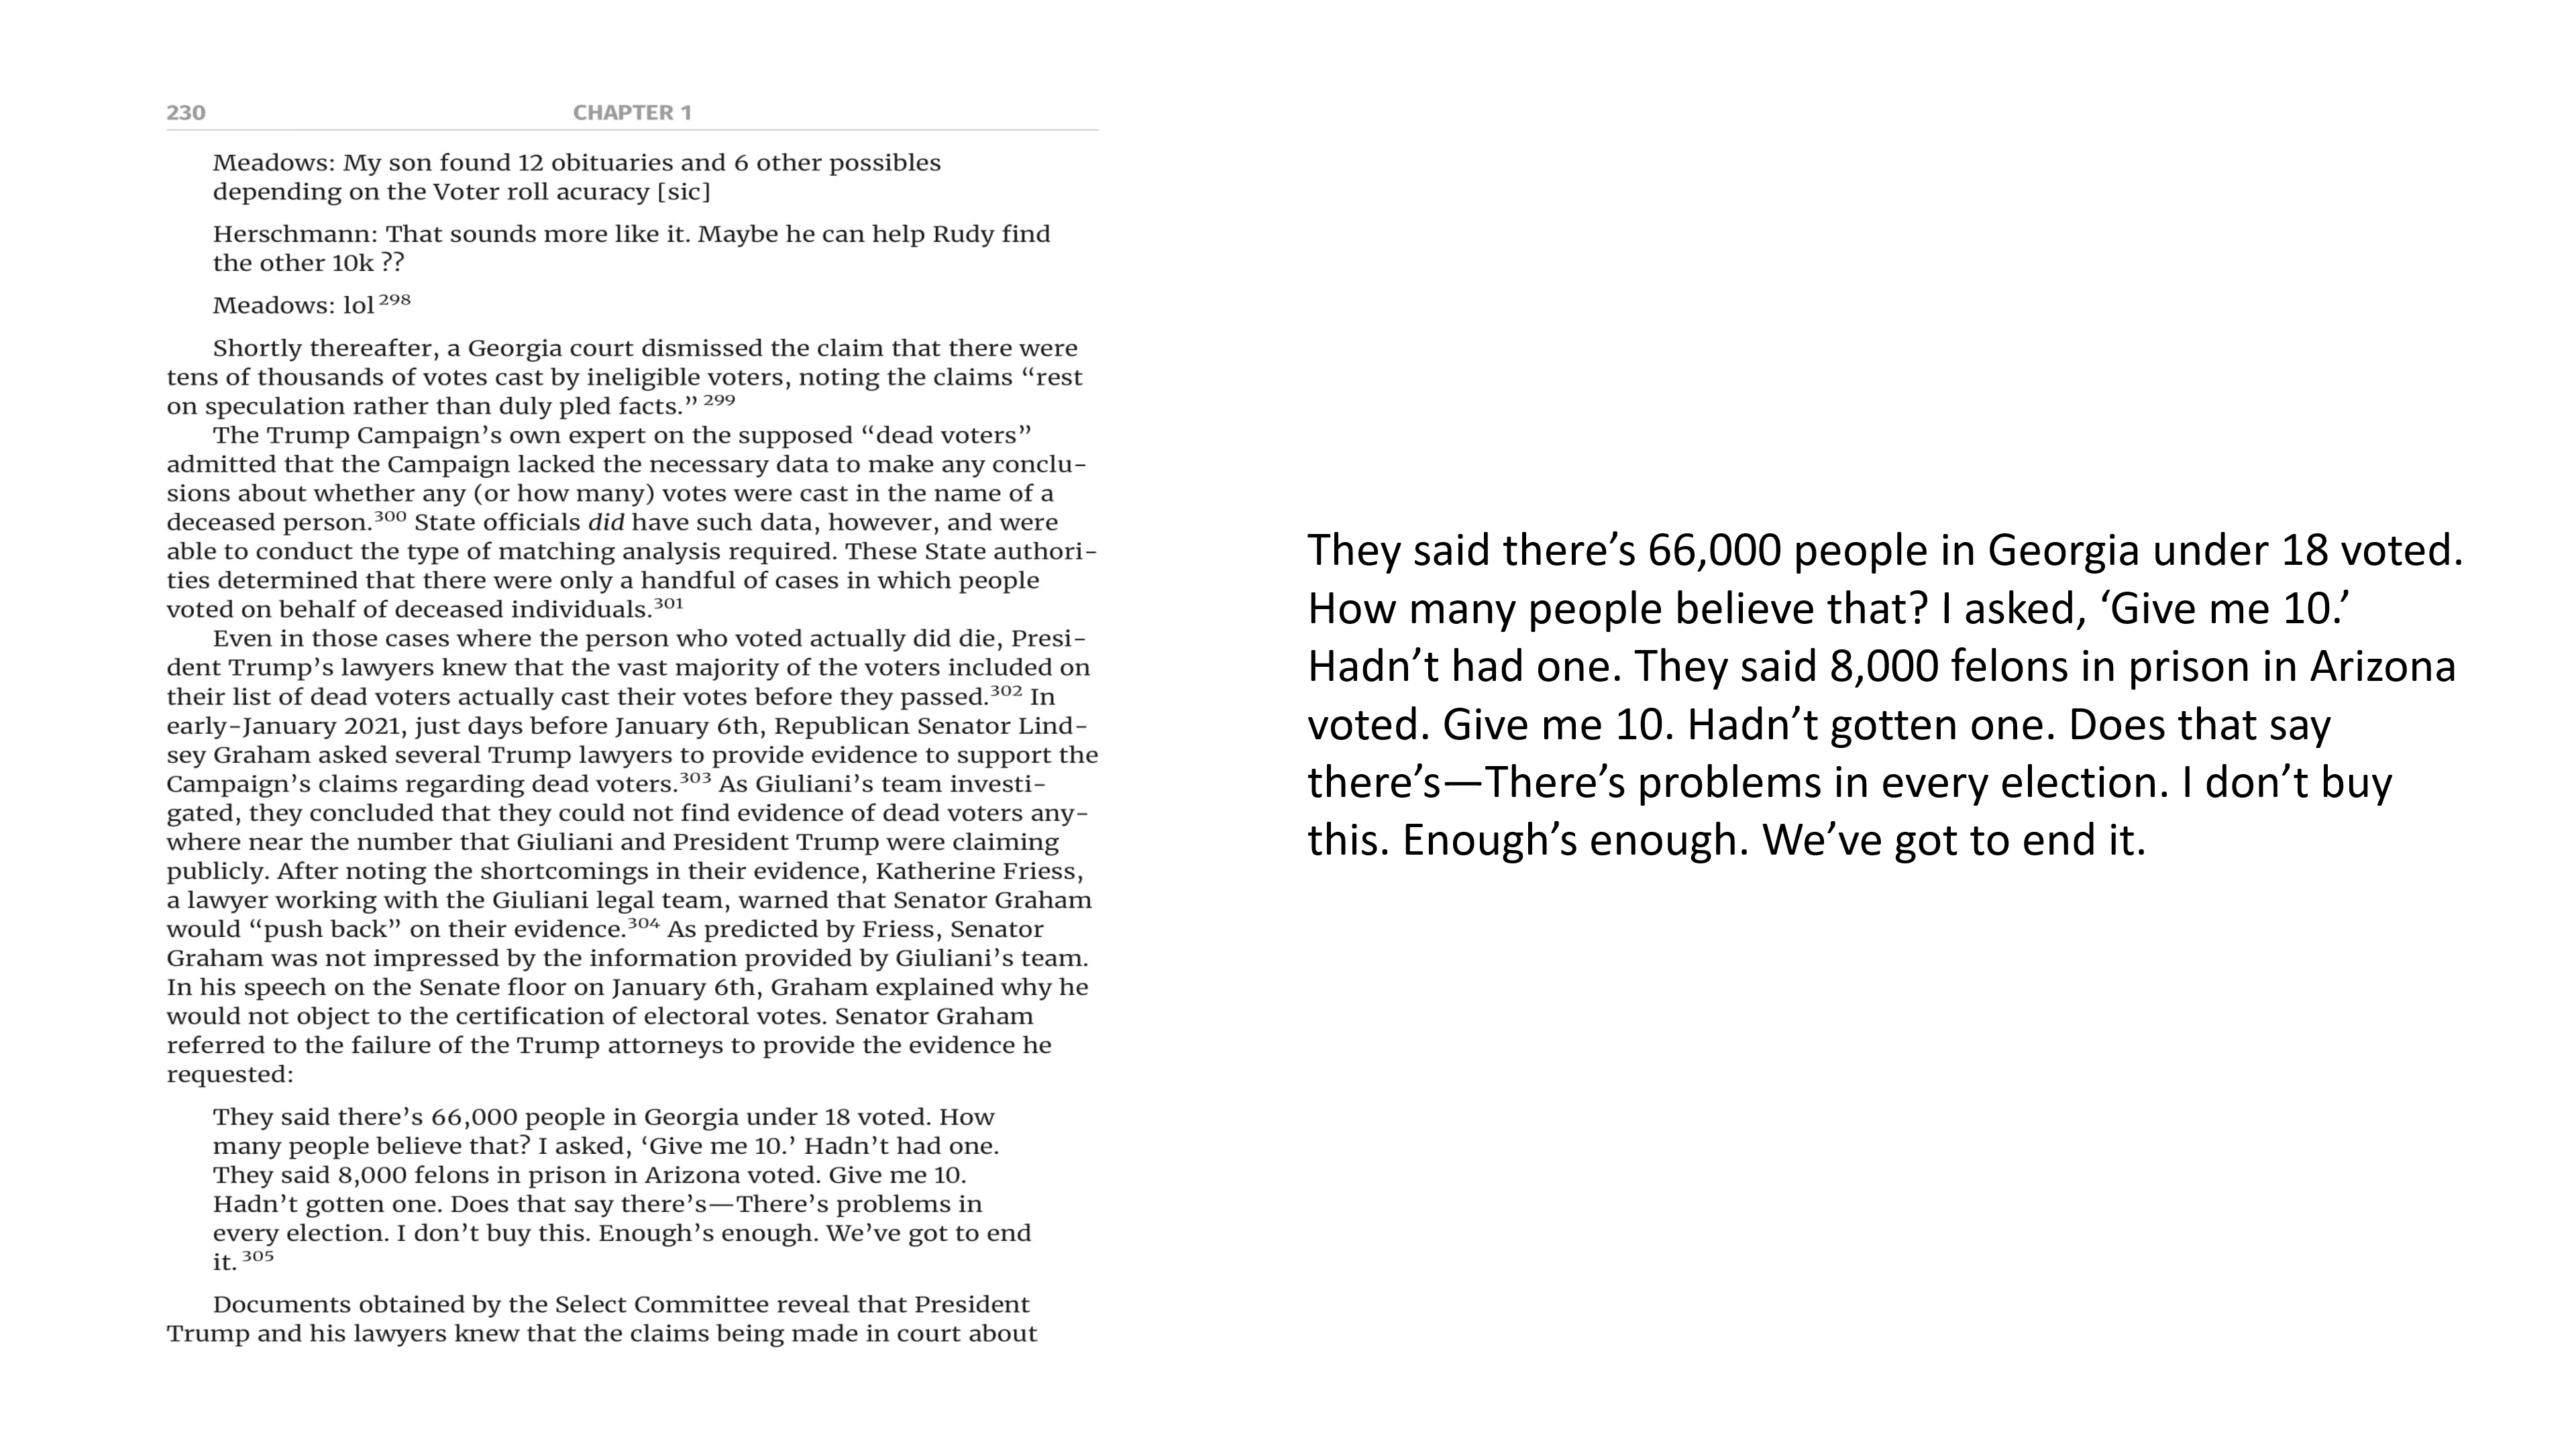 230
CHAPTER 1
Meadows: My son found 12 obituaries and 6 other possibles
depending on the Voter roll acuracy [sic]
Herschmann: That sounds more like it. Maybe he can help Rudy find
the other 10k ??
Meadows: lol 298
Shortly thereafter, a Georgia court dismissed the claim that there were
tens of thousands of votes cast by ineligible voters, noting the claims “rest
on speculation rather than duly pled facts.” 299
The Trump Campaign’s own expert on the supposed “dead voters”
admitted that the Campaign lacked the necessary data to make any conclu-
sions about whether any (or how many) votes were cast in the name of a
deceased person.300 State officials did have such data, however, and were
able to conduct the type of matching analysis required. These State authori-
ties determined that there were only a handful of cases in which people
voted on behalf of deceased individuals.301
Even in those cases where the person who voted actually did die, Presi-
dent Trump’s lawyers knew that the vast majority of the voters included on
their list of dead voters actually cast their votes before they passed.302 In
early-January 2021, just days before January 6th, Republican Senator Lind-
sey Graham asked several Trump lawyers to provide evidence to support the
Campaign’s claims regarding dead voters.303 As Giuliani’s team investi-
gated, they concluded that they could not find evidence of dead voters any-
where near the number that Giuliani and President Trump were claiming
publicly. After noting the shortcomings in their evidence, Katherine Friess,
a lawyer working with the Giuliani legal team, warned that Senator Graham
would “push back” on their evidence.304 As predicted by Friess, Senator
Graham was not impressed by the information provided by Giuliani’s team.
In his speech on the Senate floor on January 6th, Graham explained why he
would not object to the certification of electoral votes. Senator Graham
referred to the failure of the Trump attorneys to provide the evidence he
requested:
They said there’s 66,000 people in Georgia under 18 voted. How
many people believe that? I asked, ‘Give me 10.’ Hadn’t had one.
They said 8,000 felons in prison in Arizona voted. Give me 10.
Hadn’t gotten one. Does that say there’s—There’s problems in
every election. I don’t buy this. Enough’s enough. We’ve got to end
it. 305
Documents obtained by the Select Committee reveal that President
Trump and his lawyers knew that the claims being made in court about
They said there’s 66,000 people in Georgia under 18 voted.
How many people believe that? I asked, ‘Give me 10.’
Hadn’t had one. They said 8,000 felons in prison in Arizona
voted. Give me 10. Hadn’t gotten one. Does that say
there’s—There’s problems in every election. I don’t buy
this. Enough’s enough. We’ve got to end it.